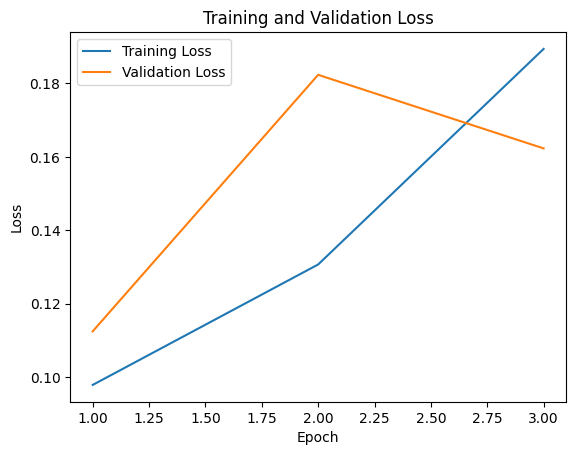 Training and Validation Loss
Training Loss
Validation Loss
0.18
0.16
0.14
0.12
0.10
Loss
1.00 1.25 1.50 1.75 2.00 2.25 2.50 2.75 3.00
Epoch